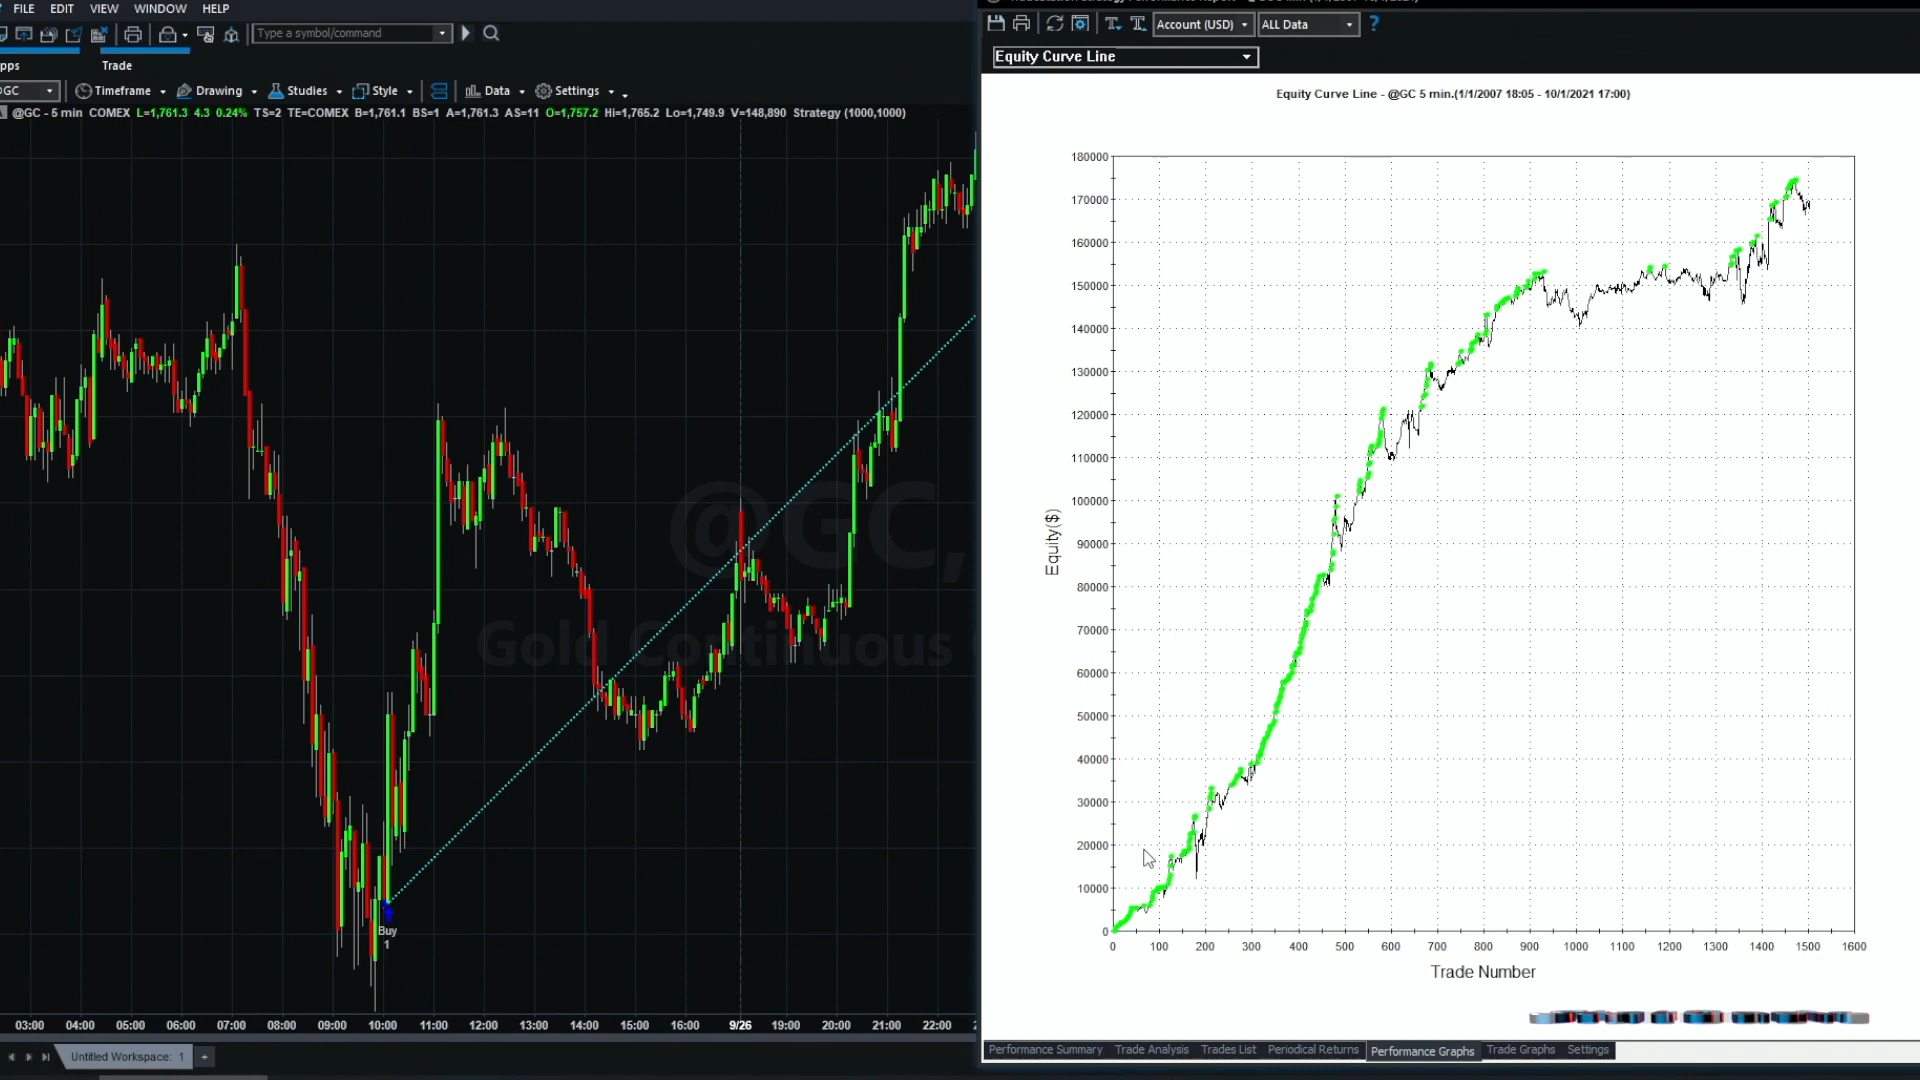 FILE EDIT VIEW WINDOW HELP
Type a symbol/command
Trade
GC Timeframe Drawing Studies Style Data Settings
@GC - 5 min COMEX L=1,761.3 4.3 0.24% TS=2 TE=COMEX B=1,761.1 BS=1 A=1,761.3 AS=11 O=1,757.2 Hi=1,765.2 Lo=1,749.9 V=148,890 Strategy (1000,1000)
@GC,
Gold Continuous
Buy
1
03:00 04:00 05:00 06:00 07:00 08:00 09:00 10:00 11:00 12:00 13:00 14:00 15:00 16:00 9/26 19:00 20:00 21:00 22:00
Untitled Workspace: 1 +
Account (USD) ALL Data ?
Equity Curve Line
Equity Curve Line - @GC 5 min.(1/1/2007 18:05 - 10/1/2021 17:00)
180000
170000
160000
150000
140000
130000
120000
110000
100000
90000
80000
70000
60000
50000
40000
30000
20000
10000
0
Equity($)
0 100 200 300 400 500 600 700 800 900 1000 1100 1200 1300 1400 1500 1600
Trade Number
Performance Summary Trade Analysis Trades List Periodical Returns Performance Graphs Trade Graphs Settings